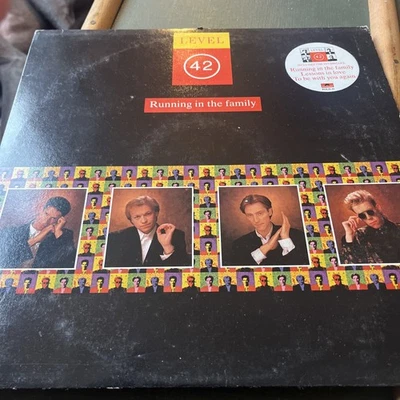 LEVEL
42
Running in the family
Running in the family
Lessons in love
To be with you again